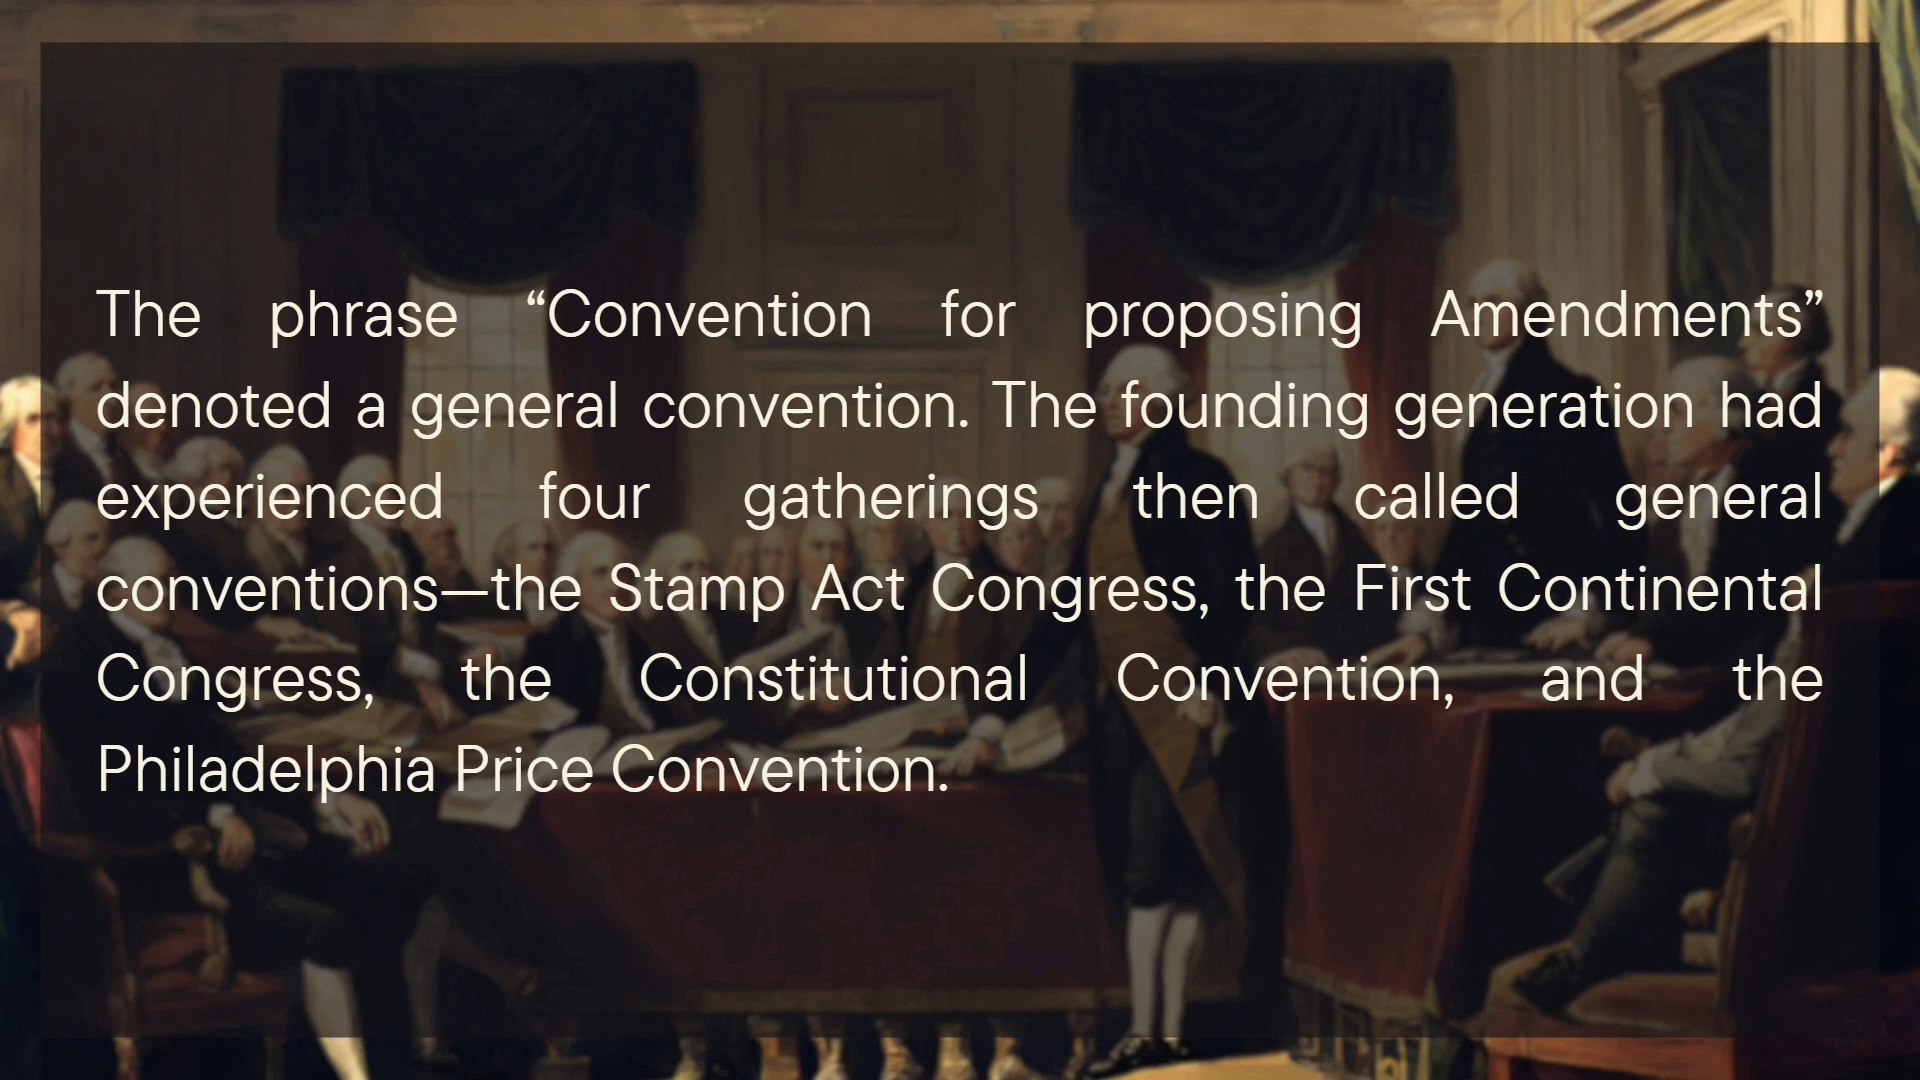 The phrase “Convention for proposing Amendments”
denoted a general convention. The founding generation had
experienced four gatherings then called general
conventions—the Stamp Act Congress, the First Continental
Congress, the Constitutional Convention, and the
Philadelphia Price Convention.